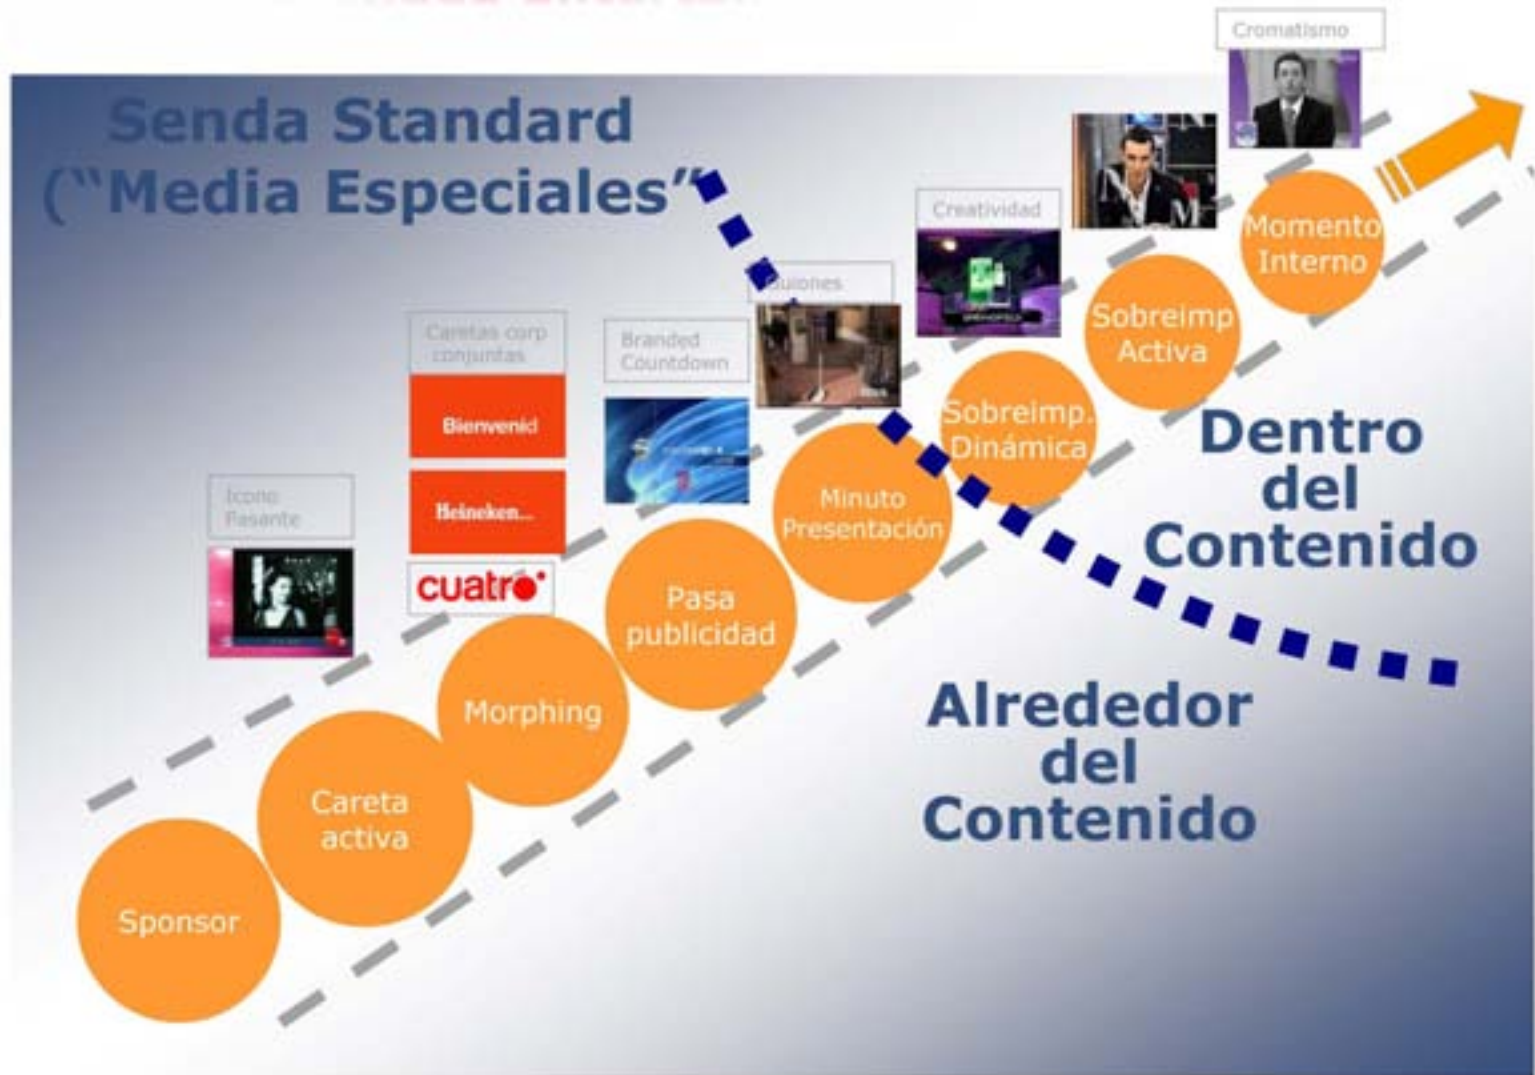 Cromatismo
Senda Standard
("Media Especiales"
Creatividad
Momento
Interno
Guiones
Sobreimp
Activa
Caretas corp
conjuntas
Branded
Countdown
Bienvenid
Sobreimp.
Dinámica
Dentro
del
Contenido
Icono
Pasante
Heineken...
Minuto
Presentación
cuatro
Pasa
publicidad
Morphing
Alrededor
del
Contenido
Careta
activa
Sponsor